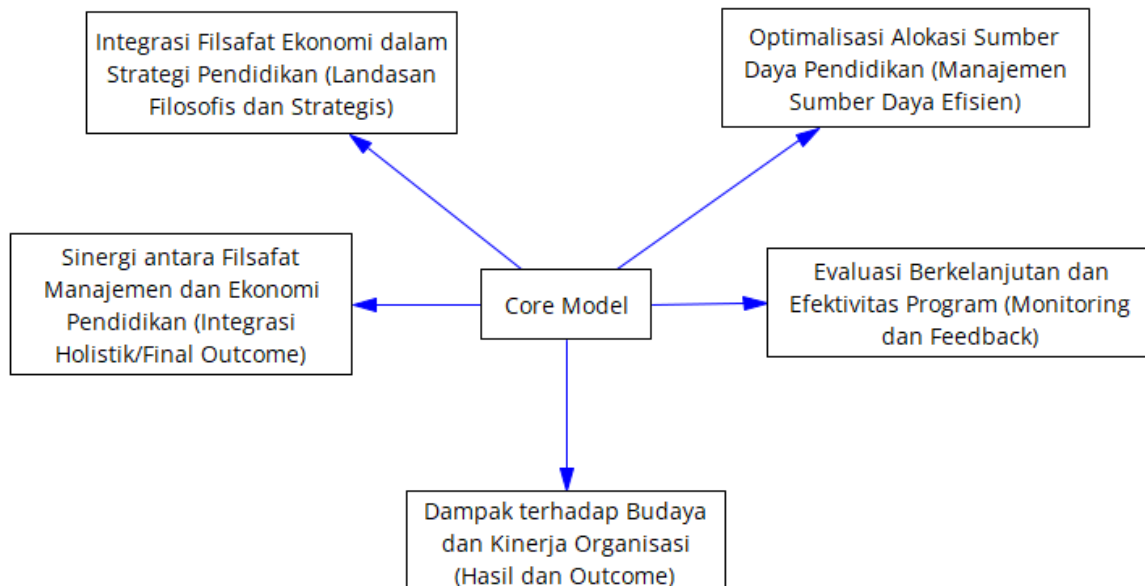 Integrasi Filsafat Ekonomi dalam
Strategi Pendidikan (Landasan
Filosofis dan Strategis)
Optimalisasi Alokasi Sumber
Daya Pendidikan (Manajemen
Sumber Daya Efisien)
Sinergi antara Filsafat
Manajemen dan Ekonomi
Pendidikan (Integrasi
Holistik/Final Outcome)
Core Model
Evaluasi Berkelanjutan dan
Efektivitas Program (Monitoring
dan Feedback)
Dampak terhadap Budaya
dan Kinerja Organisasi
(Hasil dan Outcome)